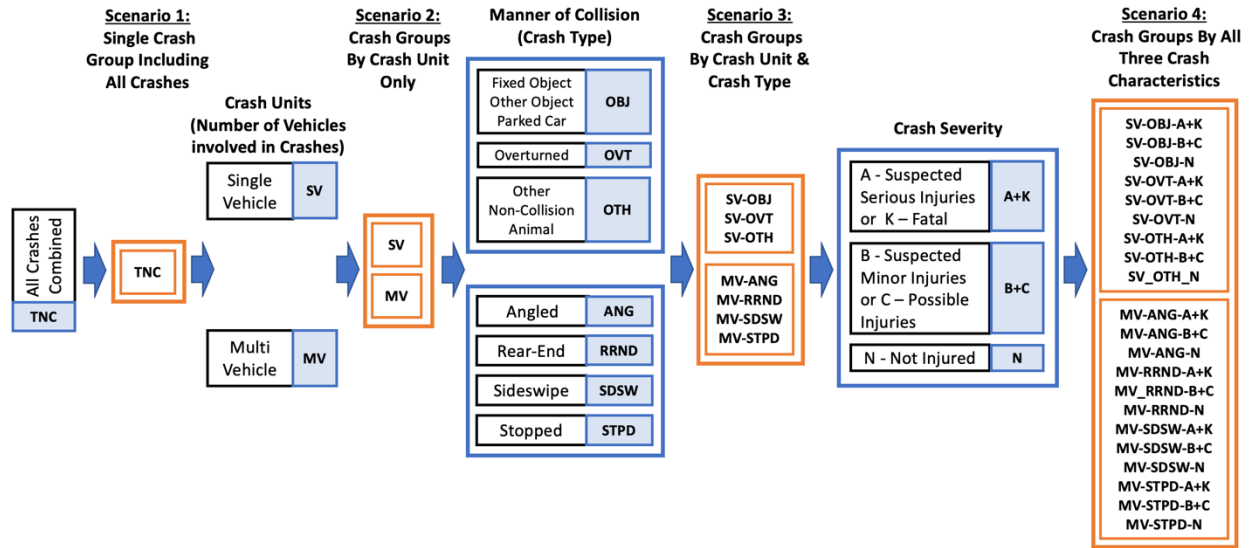 Scenario 1:
Single Crash
Group Including
All Crashes
All Crashes
Combined
TNC
TNC
Crash Units
(Number of Vehicles
involved in Crashes)
Single
Vehicle
SV
Multi
Vehicle
MV
Scenario 2:
Crash Groups
By Crash Unit
Only
SV
MV
Manner of Collision
(Crash Type)
Fixed Object
Other Object
Parked Car
OBJ
Overturned
OVT
Other
Non-Collision
Animal
OTH
Angled
ANG
Rear-End
RRND
Sideswipe
SDSW
Stopped
STPD
Scenario 3:
Crash Groups
By Crash Unit &
Crash Type
SV-OBJ
SV-OVT
SV-OTH
MV-ANG
MV-RRND
MV-SDSW
MV-STPD
Crash Severity
A - Suspected
Serious Injuries
or K – Fatal
A+K
B - Suspected
Minor Injuries
or C – Possible
Injuries
B+C
N - Not Injured
N
Scenario 4:
Crash Groups By All
Three Crash
Characteristics
SV-OBJ-A+K
SV-OBJ-B+C
SV-OBJ-N
SV-OVT-A+K
SV-OVT-B+C
SV-OVT-N
SV-OTH-A+K
SV-OTH-B+C
SV_OTH_N
MV-ANG-A+K
MV-ANG-B+C
MV-ANG-N
MV-RRND-A+K
MV_RRND-B+C
MV-RRND-N
MV-SDSW-A+K
MV-SDSW-B+C
MV-SDSW-N
MV-STPD-A+K
MV-STPD-B+C
MV-STPD-N